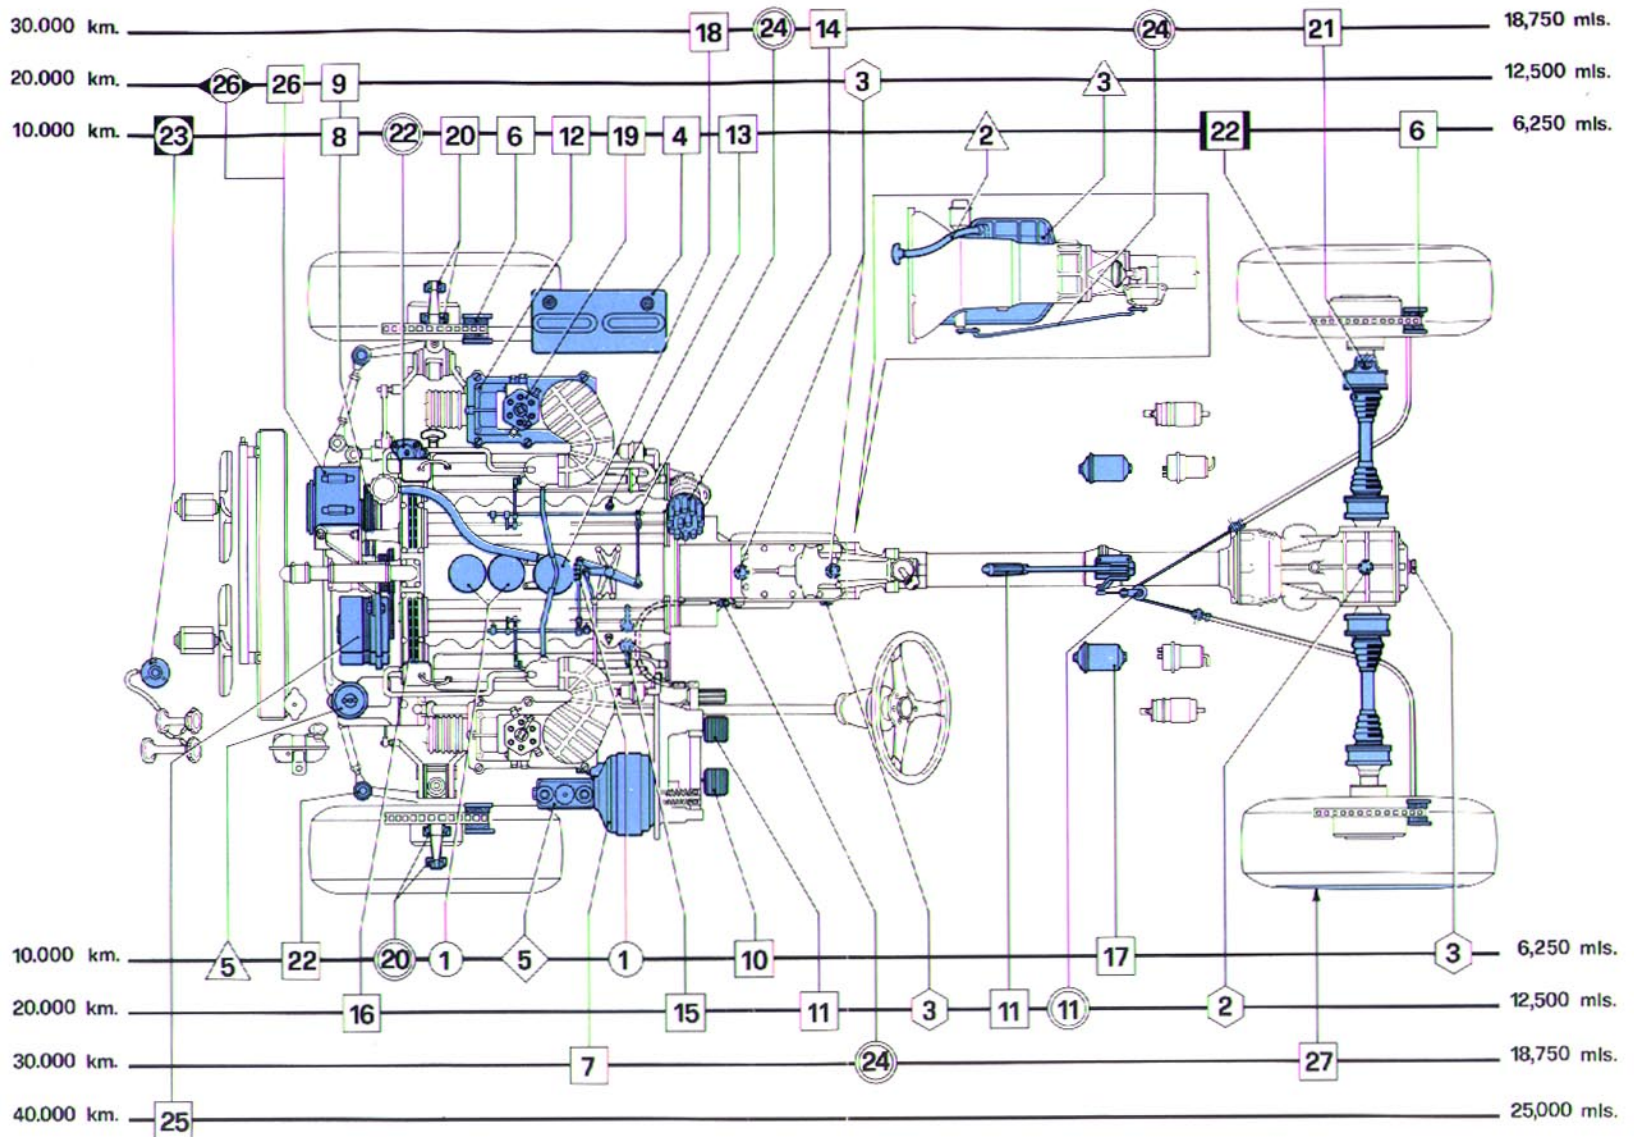 30.000 km. 18 24 14 24 21 18,750 mls.
20.000 km. 26 26 9 3 3 12,500 mls.
10.000 km. 23 8 22 20 6 12 19 4 13 2 22 6 6,250 mls.
10.000 km. 5 22 20 1 5 1 10 17 3 6,250 mls.
20.000 km. 16 15 11 3 11 11 2 12,500 mls.
30.000 km. 7 24 27 18,750 mls.
40.000 km. 25 25,000 mls.